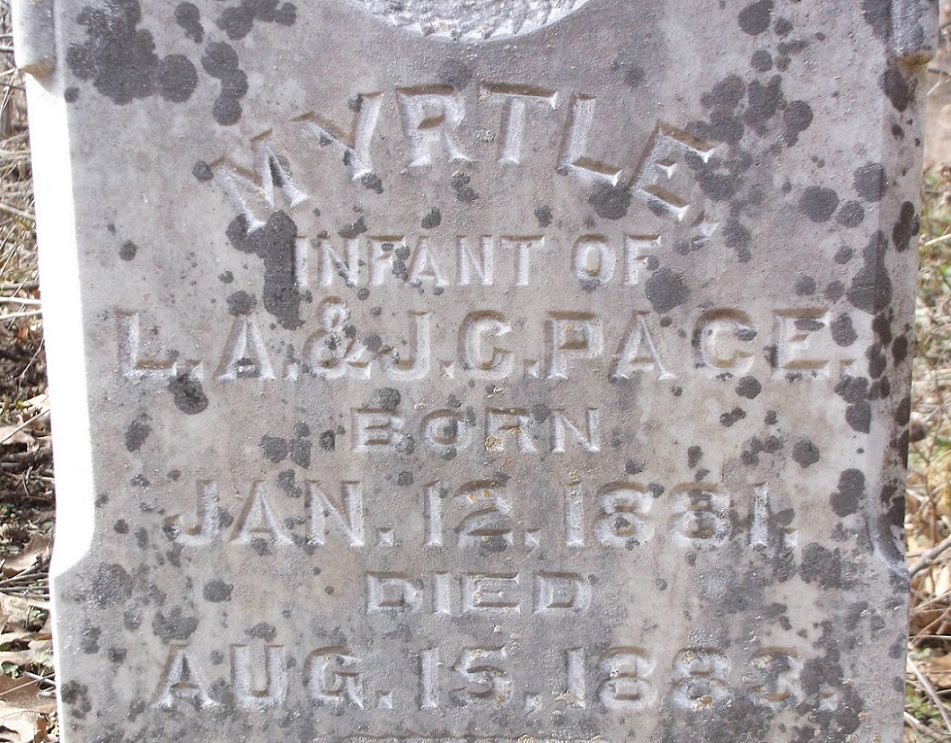 MYRTLE,
INFANT OF
L. A. & J. C. PACE.
BORN
JAN. 12. 1881.
DIED
AUG. 15. 1883.